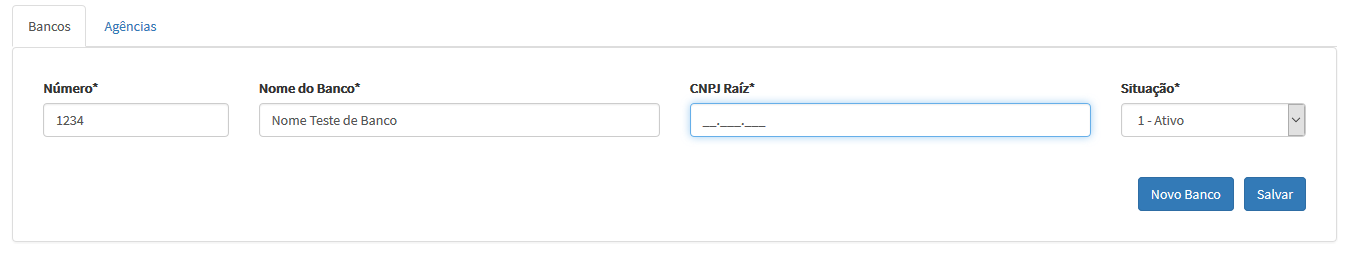 Bancos Agências
Número* Nome do Banco* CNPJ Raíz* Situação*
1234 Nome Teste de Banco __.___.___ 1 - Ativo
Novo Banco Salvar